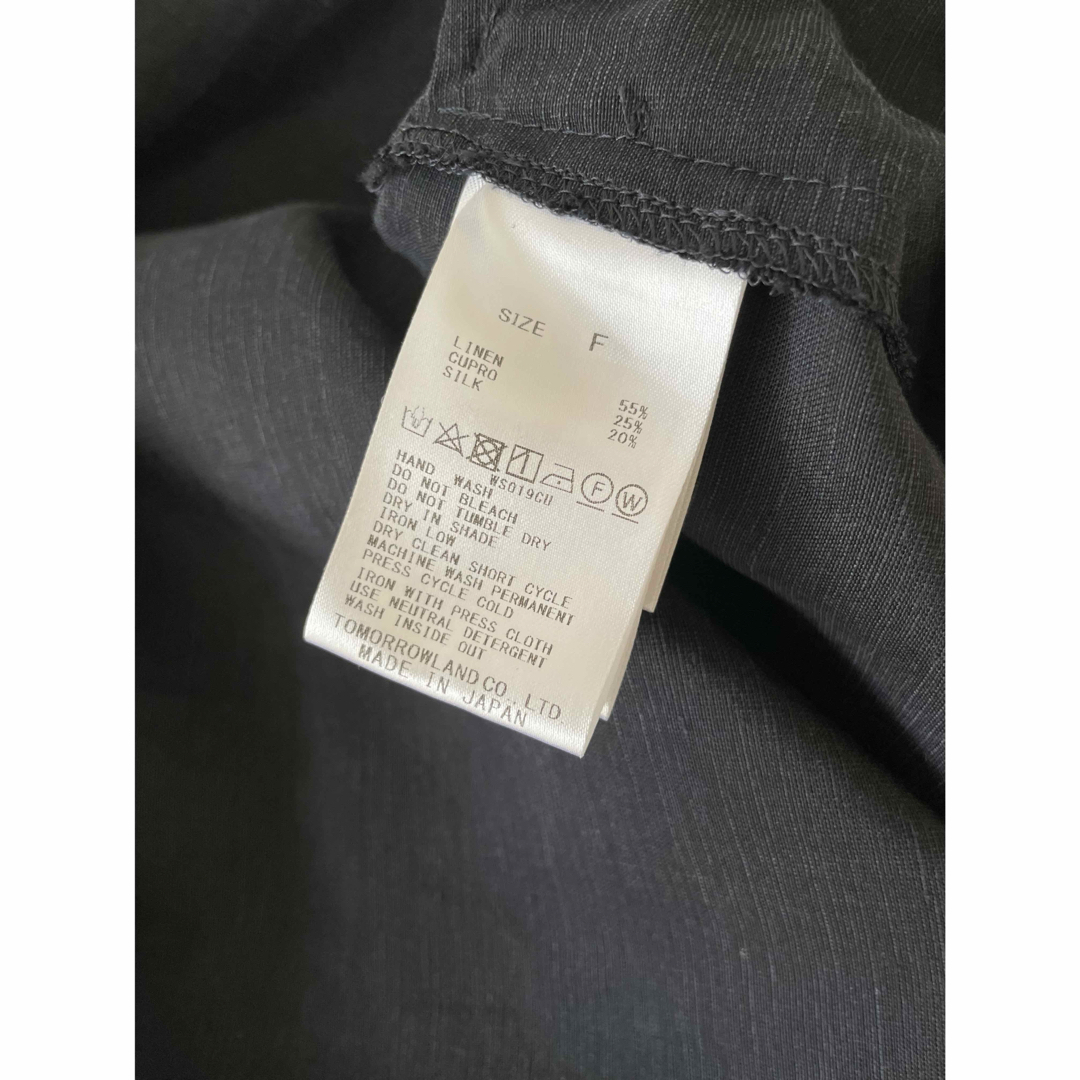 SIZE F
LINEN 55%
CUPRO 25%
SILK 20%
F W
WS019CU
HAND WASH
DO NOT BLEACH
DO NOT TUMBLE DRY
DRY IN SHADE
IRON LOW
DRY CLEAN SHORT CYCLE
MACHINE WASH PERMANENT
PRESS CYCLE COLD
IRON WITH PRESS CLOTH
USE NEUTRAL DETERGENT
WASH INSIDE OUT
TOMORROWLAND CO., LTD.
MADE IN JAPAN